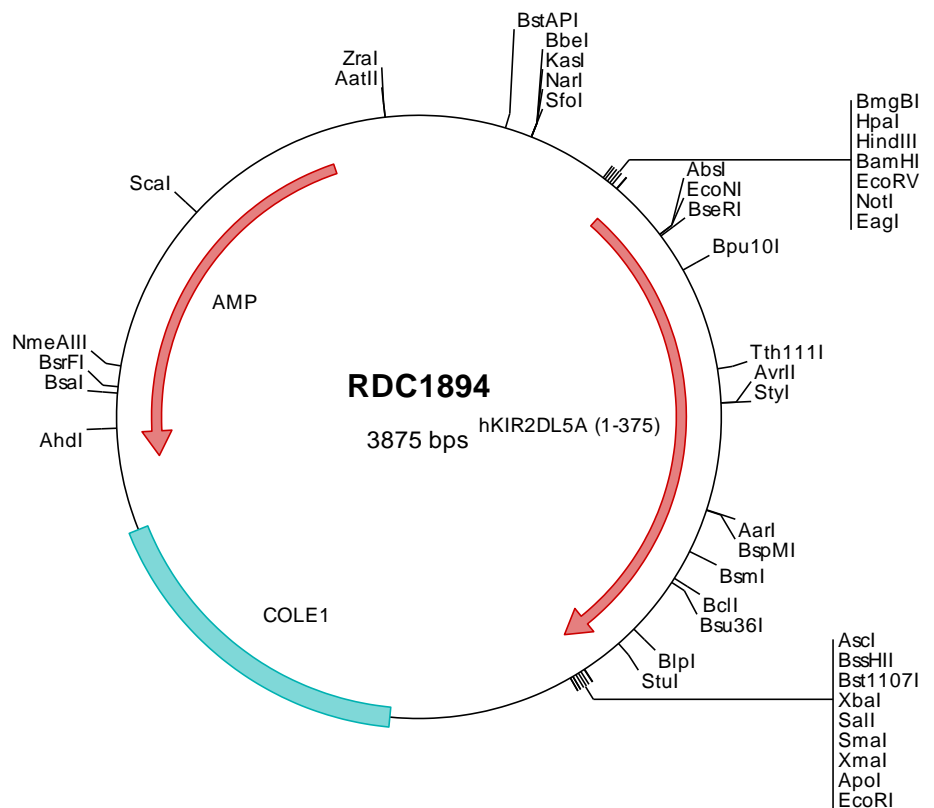 BstAPI
BbeI
KasI
NarI
SfoI
ZraI
AatII
BmgBI
HpaI
HindIII
BamHI
EcoRV
NotI
EagI
AbsI
EcoNI
BseRI
Bpu10I
ScaI
AMP
NmeAIII
BsrFI
BsaI
AhdI
RDC1894
3875 bps
hKIR2DL5A (1-375)
Tth111I
AvrII
StyI
AarI
BspMI
BsmI
BclI
Bsu36I
BlpI
StuI
COLE1
AscI
BssHII
Bst1107I
XbaI
SalI
SmaI
XmaI
ApoI
EcoRI